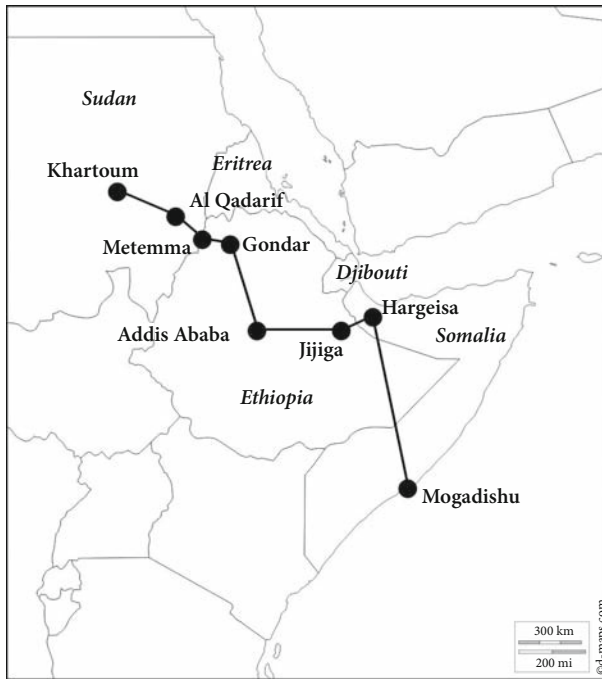 Sudan
Khartoum
Eritrea
Al Qadarif
Metemma
Gondar
Djibouti
Hargeisa
Addis Ababa
Jijiga
Somalia
Ethiopia
Mogadishu
300 km
200 mi
©d-maps.com